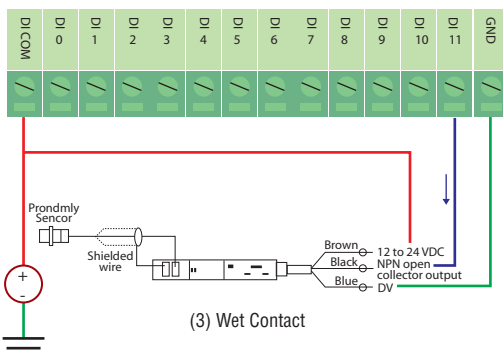 DI COM
DI 0
DI 1
DI 2
DI 3
DI 4
DI 5
DI 6
DI 7
DI 8
DI 9
DI 10
DI 11
GND
Prondmly
Sencor
Shielded
wire
Brown
12 to 24 VDC
Black
NPN open
collector output
Blue
DV
+
-
(3) Wet Contact